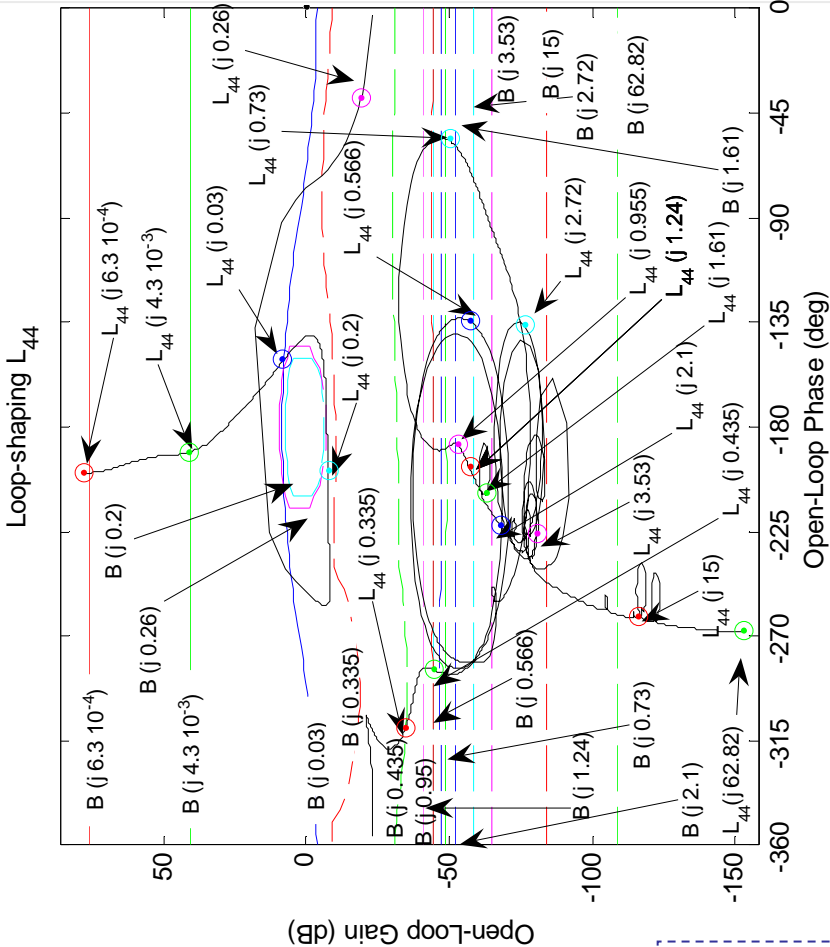 Loop-shaping L44
L44 (j 6.3 10-4)
L44 (j 4.3 10-3)
L44 (j 0.03)
L44 (j 0.2)
L44 (j 0.26)
L44 (j 0.73)
L44 (j 0.566)
B (j 0.2)
B (j 0.26)
B (j 6.3 10-4)
B (j 4.3 10-3)
B (j 0.03)
B (j 0.335)
L44 (j 0.335)
B (j 0.435)
B (j 0.95)
B (j 3.53)
B (j 15)
B (j 2.72)
B (j 62.82)
B (j 1.61)
L44 (j 2.72)
L44 (j 0.955)
L44 (j 1.24)
L44 (j 1.61)
L44 (j 2.1)
L44 (j 0.435)
L44 (j 3.53)
L44 (j 15)
B (j 0.566)
B (j 0.73)
B (j 1.24)
B (j 2.1)
L44(j 62.82)
50
0
-50
-100
-150
Open-Loop Gain (dB)
-360
-315
-270
-225
-180
-135
-90
-45
0
Open-Loop Phase (deg)